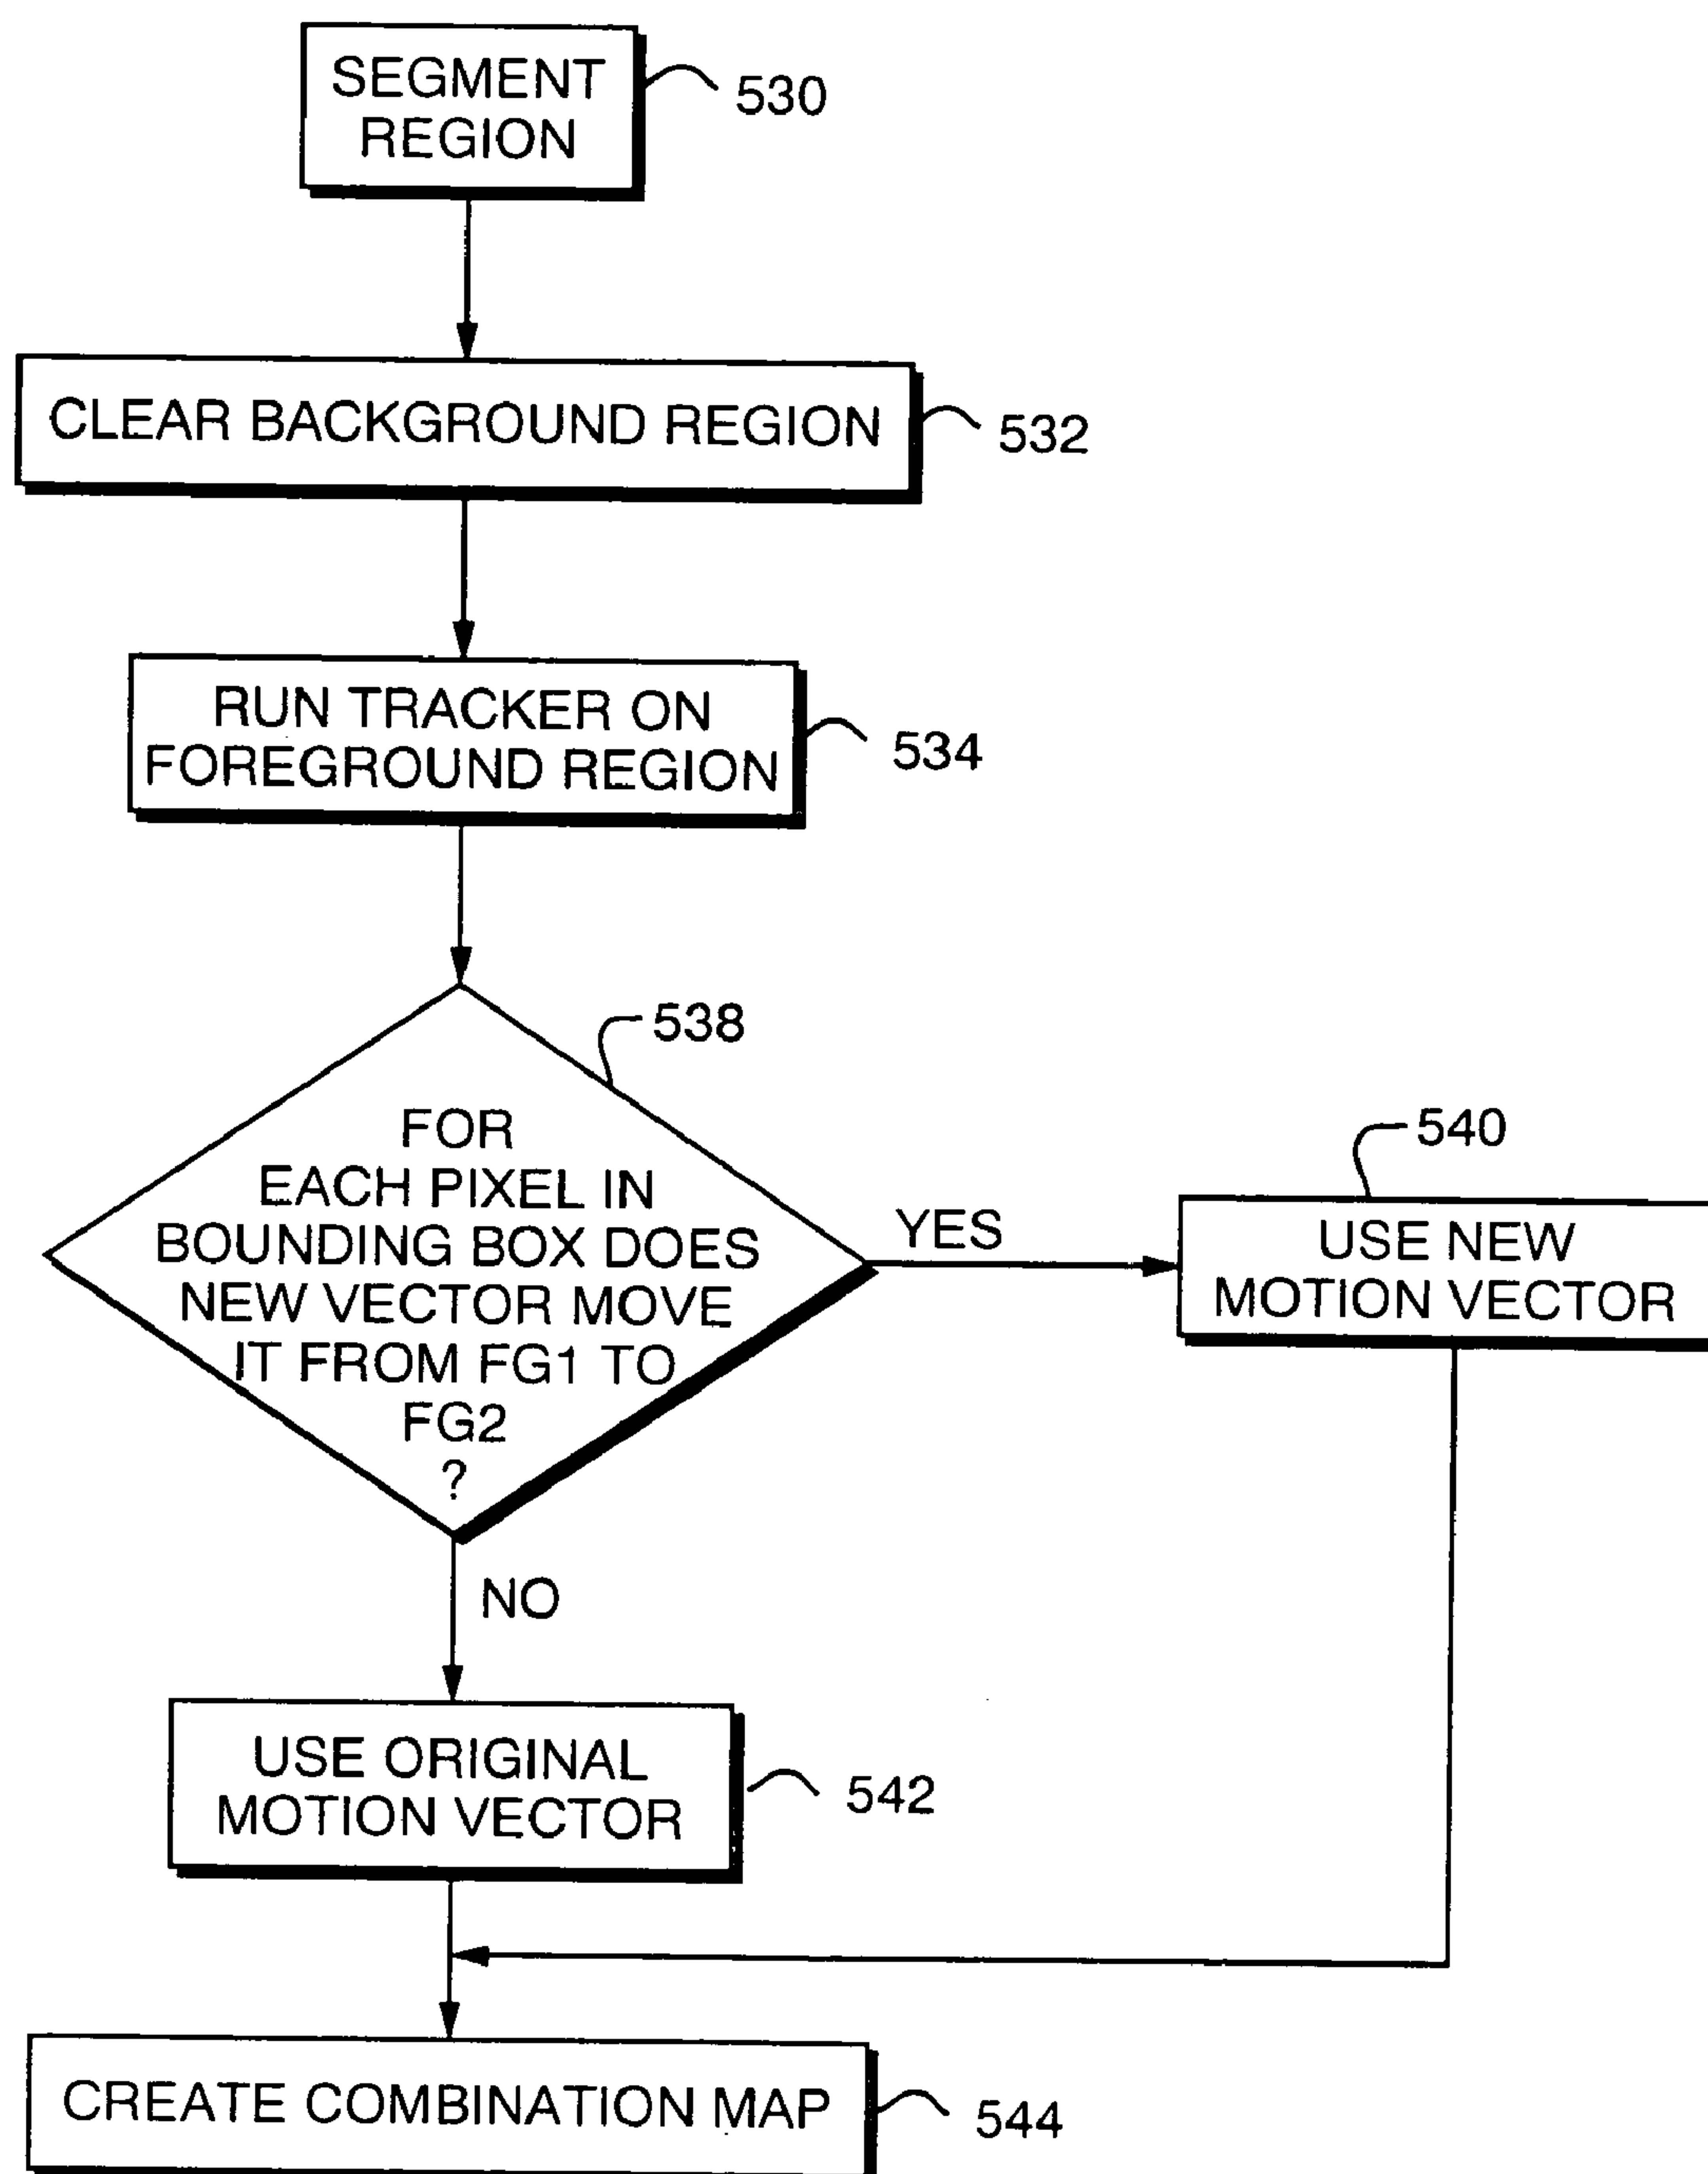 SEGMENT
REGION
530
CLEAR BACKGROUND REGION
532
RUN TRACKER ON
FOREGROUND REGION
534
538
FOR
EACH PIXEL IN
BOUNDING BOX DOES
NEW VECTOR MOVE
IT FROM FG1 TO
FG2
?
YES
540
USE NEW
MOTION VECTOR
NO
USE ORIGINAL
MOTION VECTOR
542
CREATE COMBINATION MAP
544